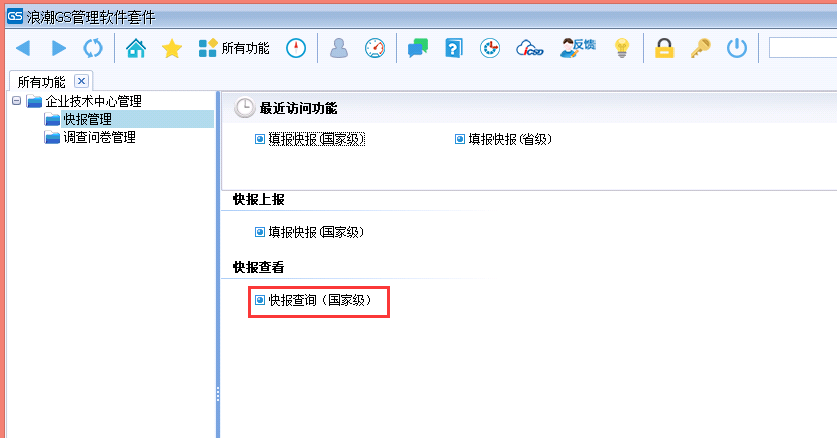 GS 浪潮GS管理软件套件
所有功能 iCSD 反馈
所有功能
企业技术中心管理
快报管理
调查问卷管理
最近访问功能
填报快报(国家级) 填报快报(省级)
快报上报
填报快报(国家级)
快报查看
快报查询（国家级）